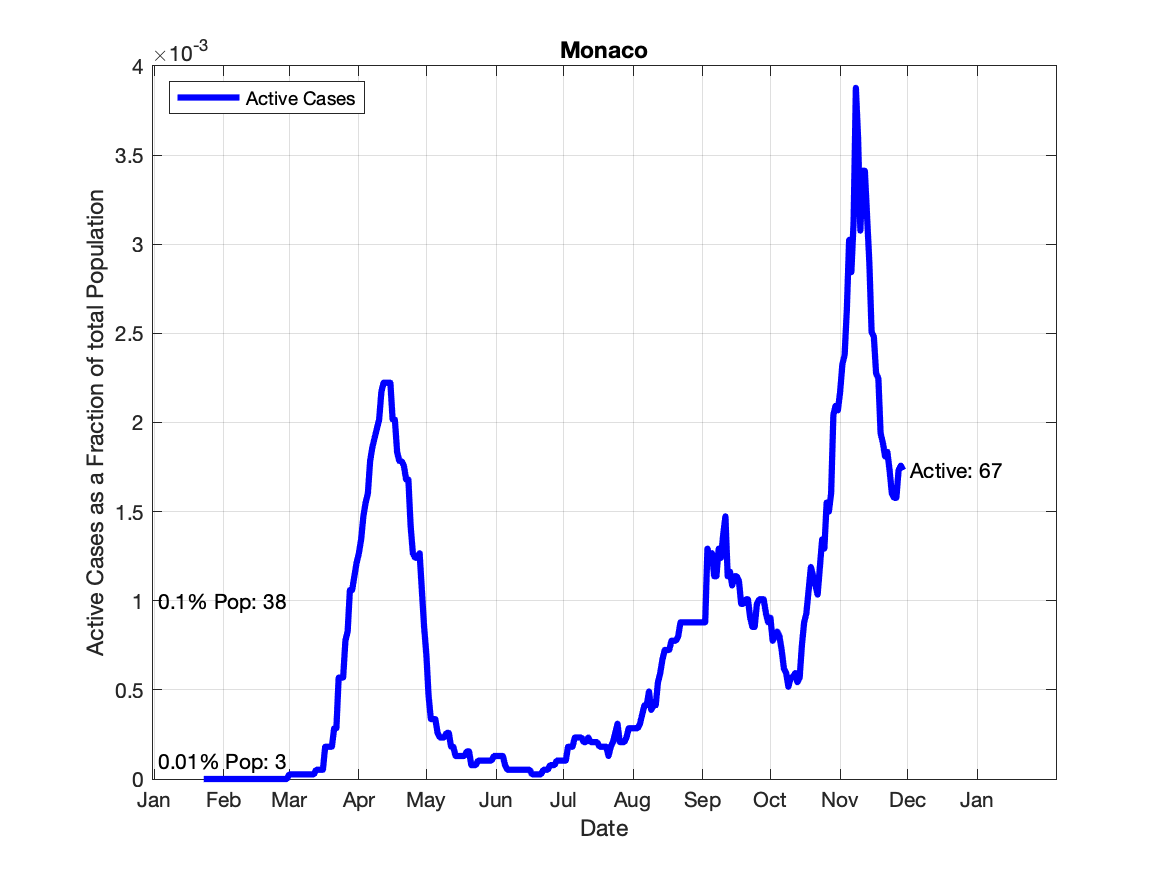 Monaco
×10-3
Active Cases
4
3.5
3
2.5
2
1.5
1
0.5
0
Active Cases as a Fraction of total Population
Active: 67
0.1% Pop: 38
0.01% Pop: 3
Jan Feb Mar Apr May Jun Jul Aug Sep Oct Nov Dec Jan
Date